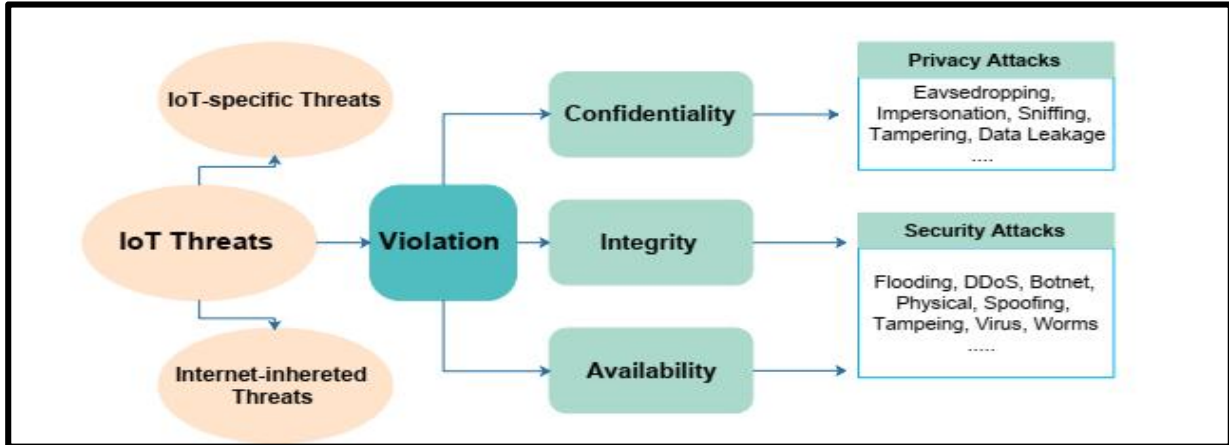 IoT-specific Threats
IoT Threats
Internet-inhereted
Threats
Violation
Confidentiality
Integrity
Availability
Privacy Attacks
Eavsedropping,
Impersonation, Sniffing,
Tampering, Data Leakage
....
Security Attacks
Flooding, DDoS, Botnet,
Physical, Spoofing,
Tampeing, Virus, Worms
.....